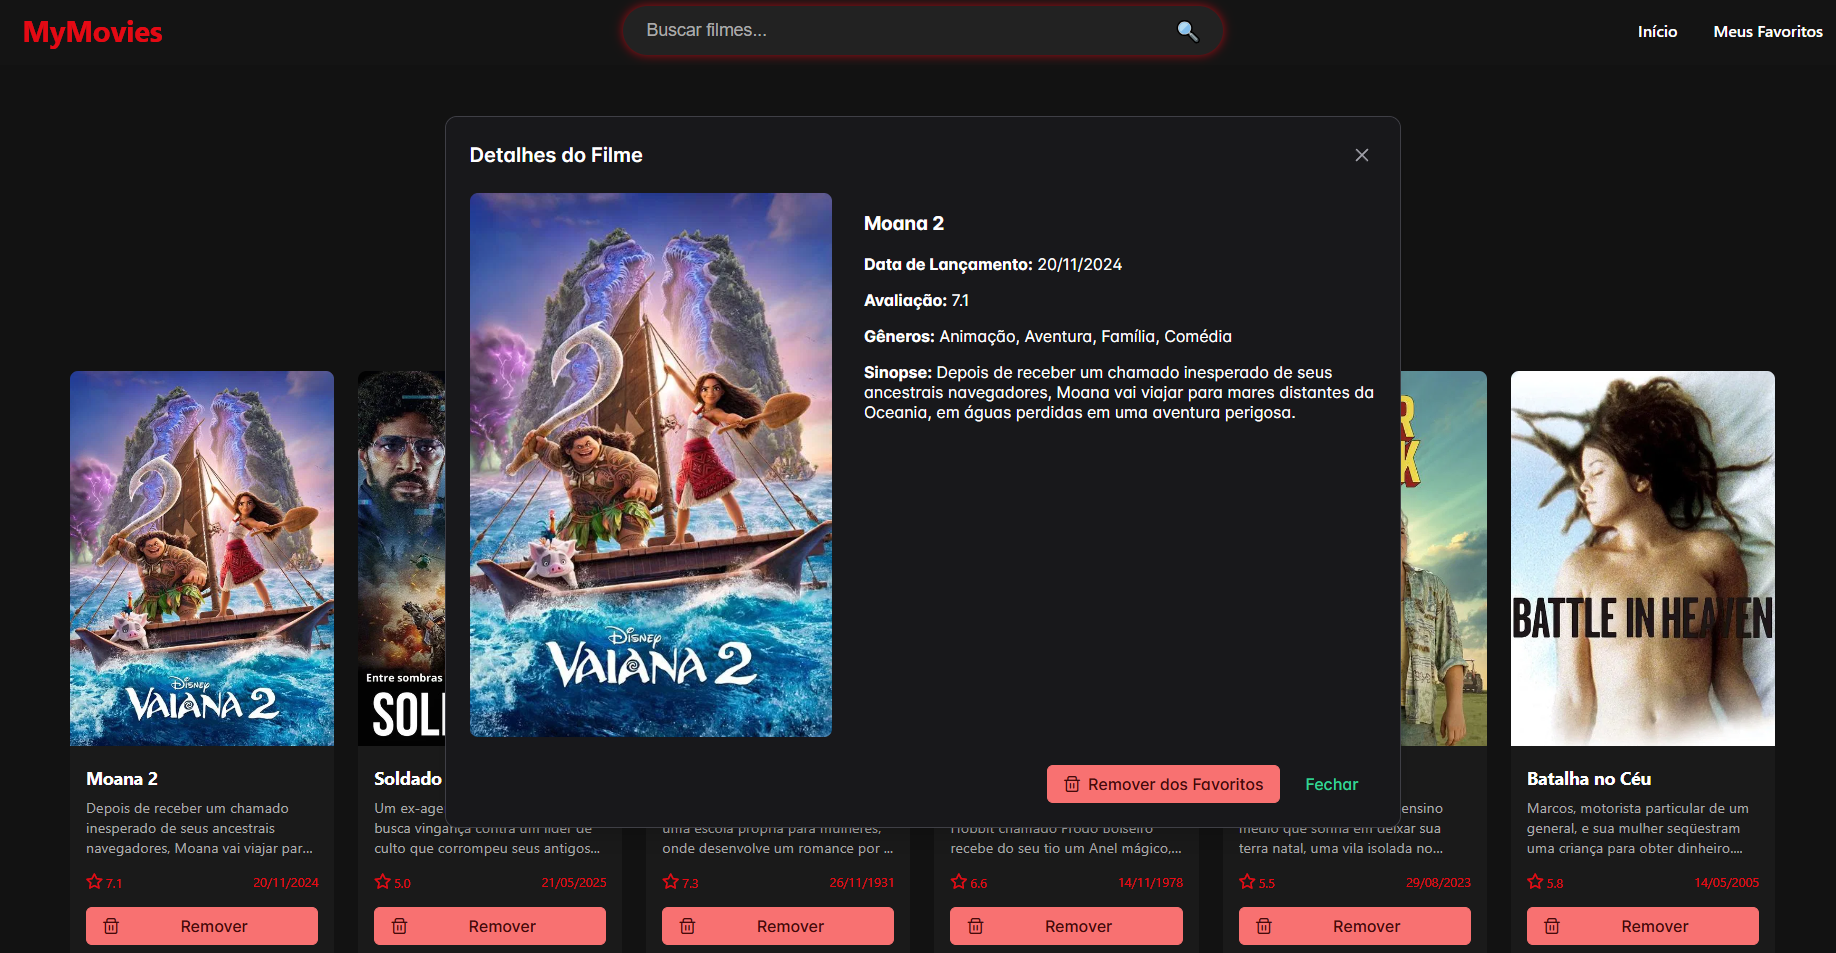 MyMovies
Buscar filmes...
Início
Meus Favoritos
Detalhes do Filme
DISNEY
VAIANA 2
Moana 2
Data de Lançamento: 20/11/2024
Avaliação: 7.1
Gêneros: Animação, Aventura, Família, Comédia
Sinopse: Depois de receber um chamado inesperado de seus
ancestrais navegadores, Moana vai viajar para mares distantes da
Oceania, em águas perdidas em uma aventura perigosa.
Remover dos Favoritos
Fechar
DISNEY
VAIANA 2
Moana 2
Depois de receber um chamado
inesperado de seus ancestrais
navegadores, Moana vai viajar par...
7.1
20/11/2024
Remover
Entre sombras
SOL
Soldado
Um ex-age
busca vingança contra um líder de
culto que corrompeu seus antigos...
5.0
21/05/2025
Remover
uma escola própria para mulheres,
onde desenvolve um romance por ...
7.3
26/11/1931
Remover
Hobbit chamado Frodo Bolseiro
recebe do seu tio um Anel mágico,...
6.6
14/11/1978
Remover
R
K
ensino
médio que sonha em deixar sua
terra natal, uma vila isolada no...
5.5
29/08/2023
Remover
BATTLE IN HEAVEN
Batalha no Céu
Marcos, motorista particular de um
general, e sua mulher seqüestram
uma criança para obter dinheiro....
5.8
14/05/2005
Remover